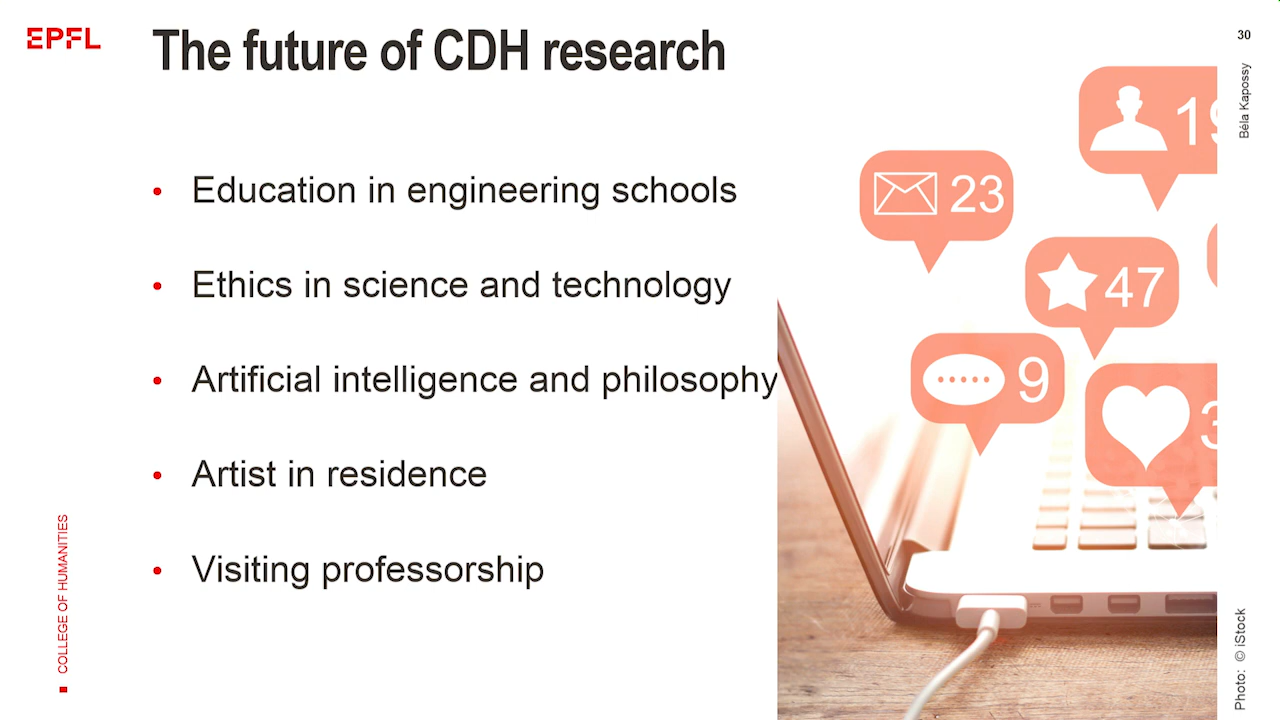 EPFL
The future of CDH research
30
Béla Kapossy
Education in engineering schools
Ethics in science and technology
Artificial intelligence and philosophy
Artist in residence
Visiting professorship
23
47
9
COLLEGE OF HUMANITIES
Photo: © iStock